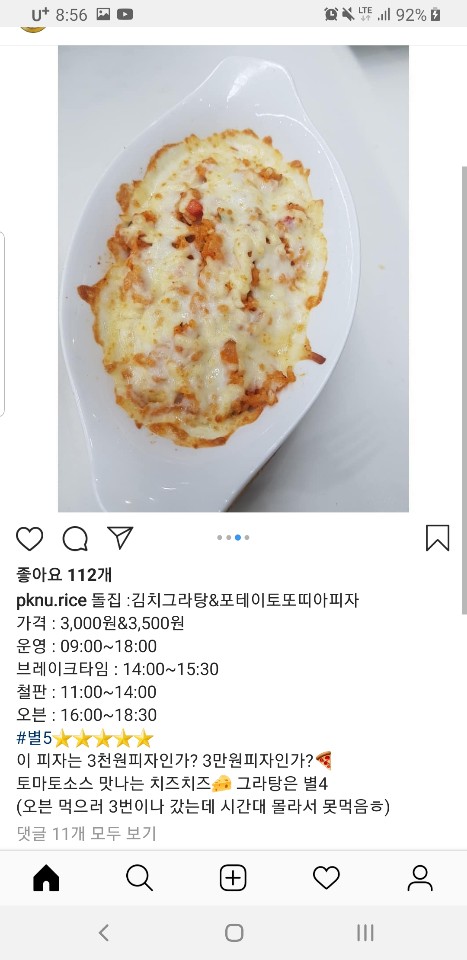 U+ 8:56 LTE 92%
좋아요 112개
pknu.rice 돌집 :김치그라탕&포테이토또띠아피자
가격 : 3,000원&3,500원
운영 : 09:00~18:00
브레이크타임 : 14:00~15:30
철판 : 11:00~14:00
오븐 : 16:00~18:30
#별5⭐⭐⭐⭐⭐
이 피자는 3천원피자인가? 3만원피자인가?🍕
토마토소스 맛나는 치즈치즈🧀 그라탕은 별4
(오븐 먹으러 3번이나 갔는데 시간대 몰라서 못먹음ㅎ)
댓글 11개 모두 보기